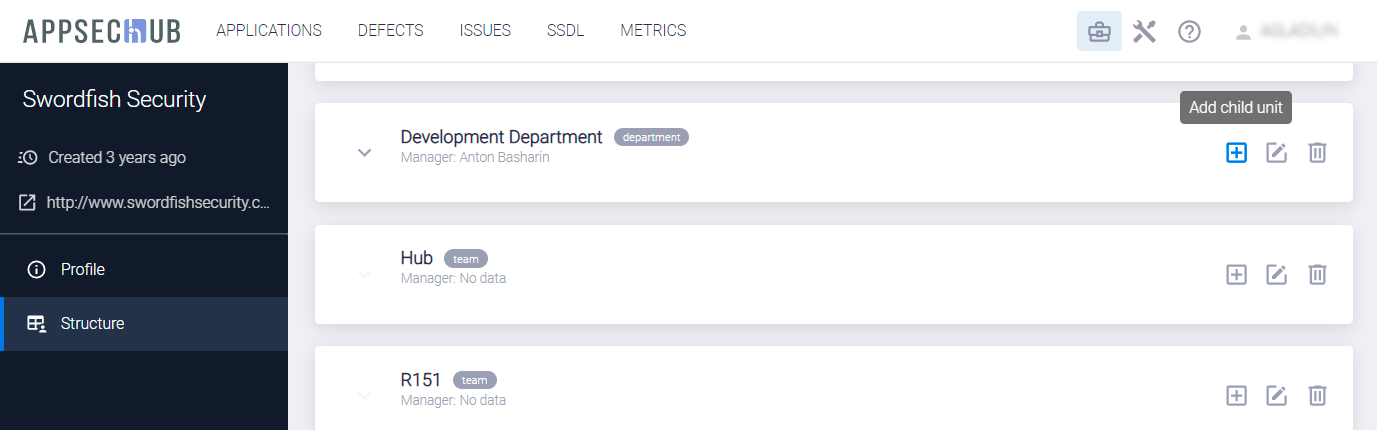 APPSECHUB APPLICATIONS DEFECTS ISSUES SSDL METRICS
Swordfish Security
Created 3 years ago
http://www.swordfishsecurity.c...
Profile
Structure
Add child unit
Development Department department
Manager: Anton Basharin
Hub team
Manager: No data
R151 team
Manager: No data